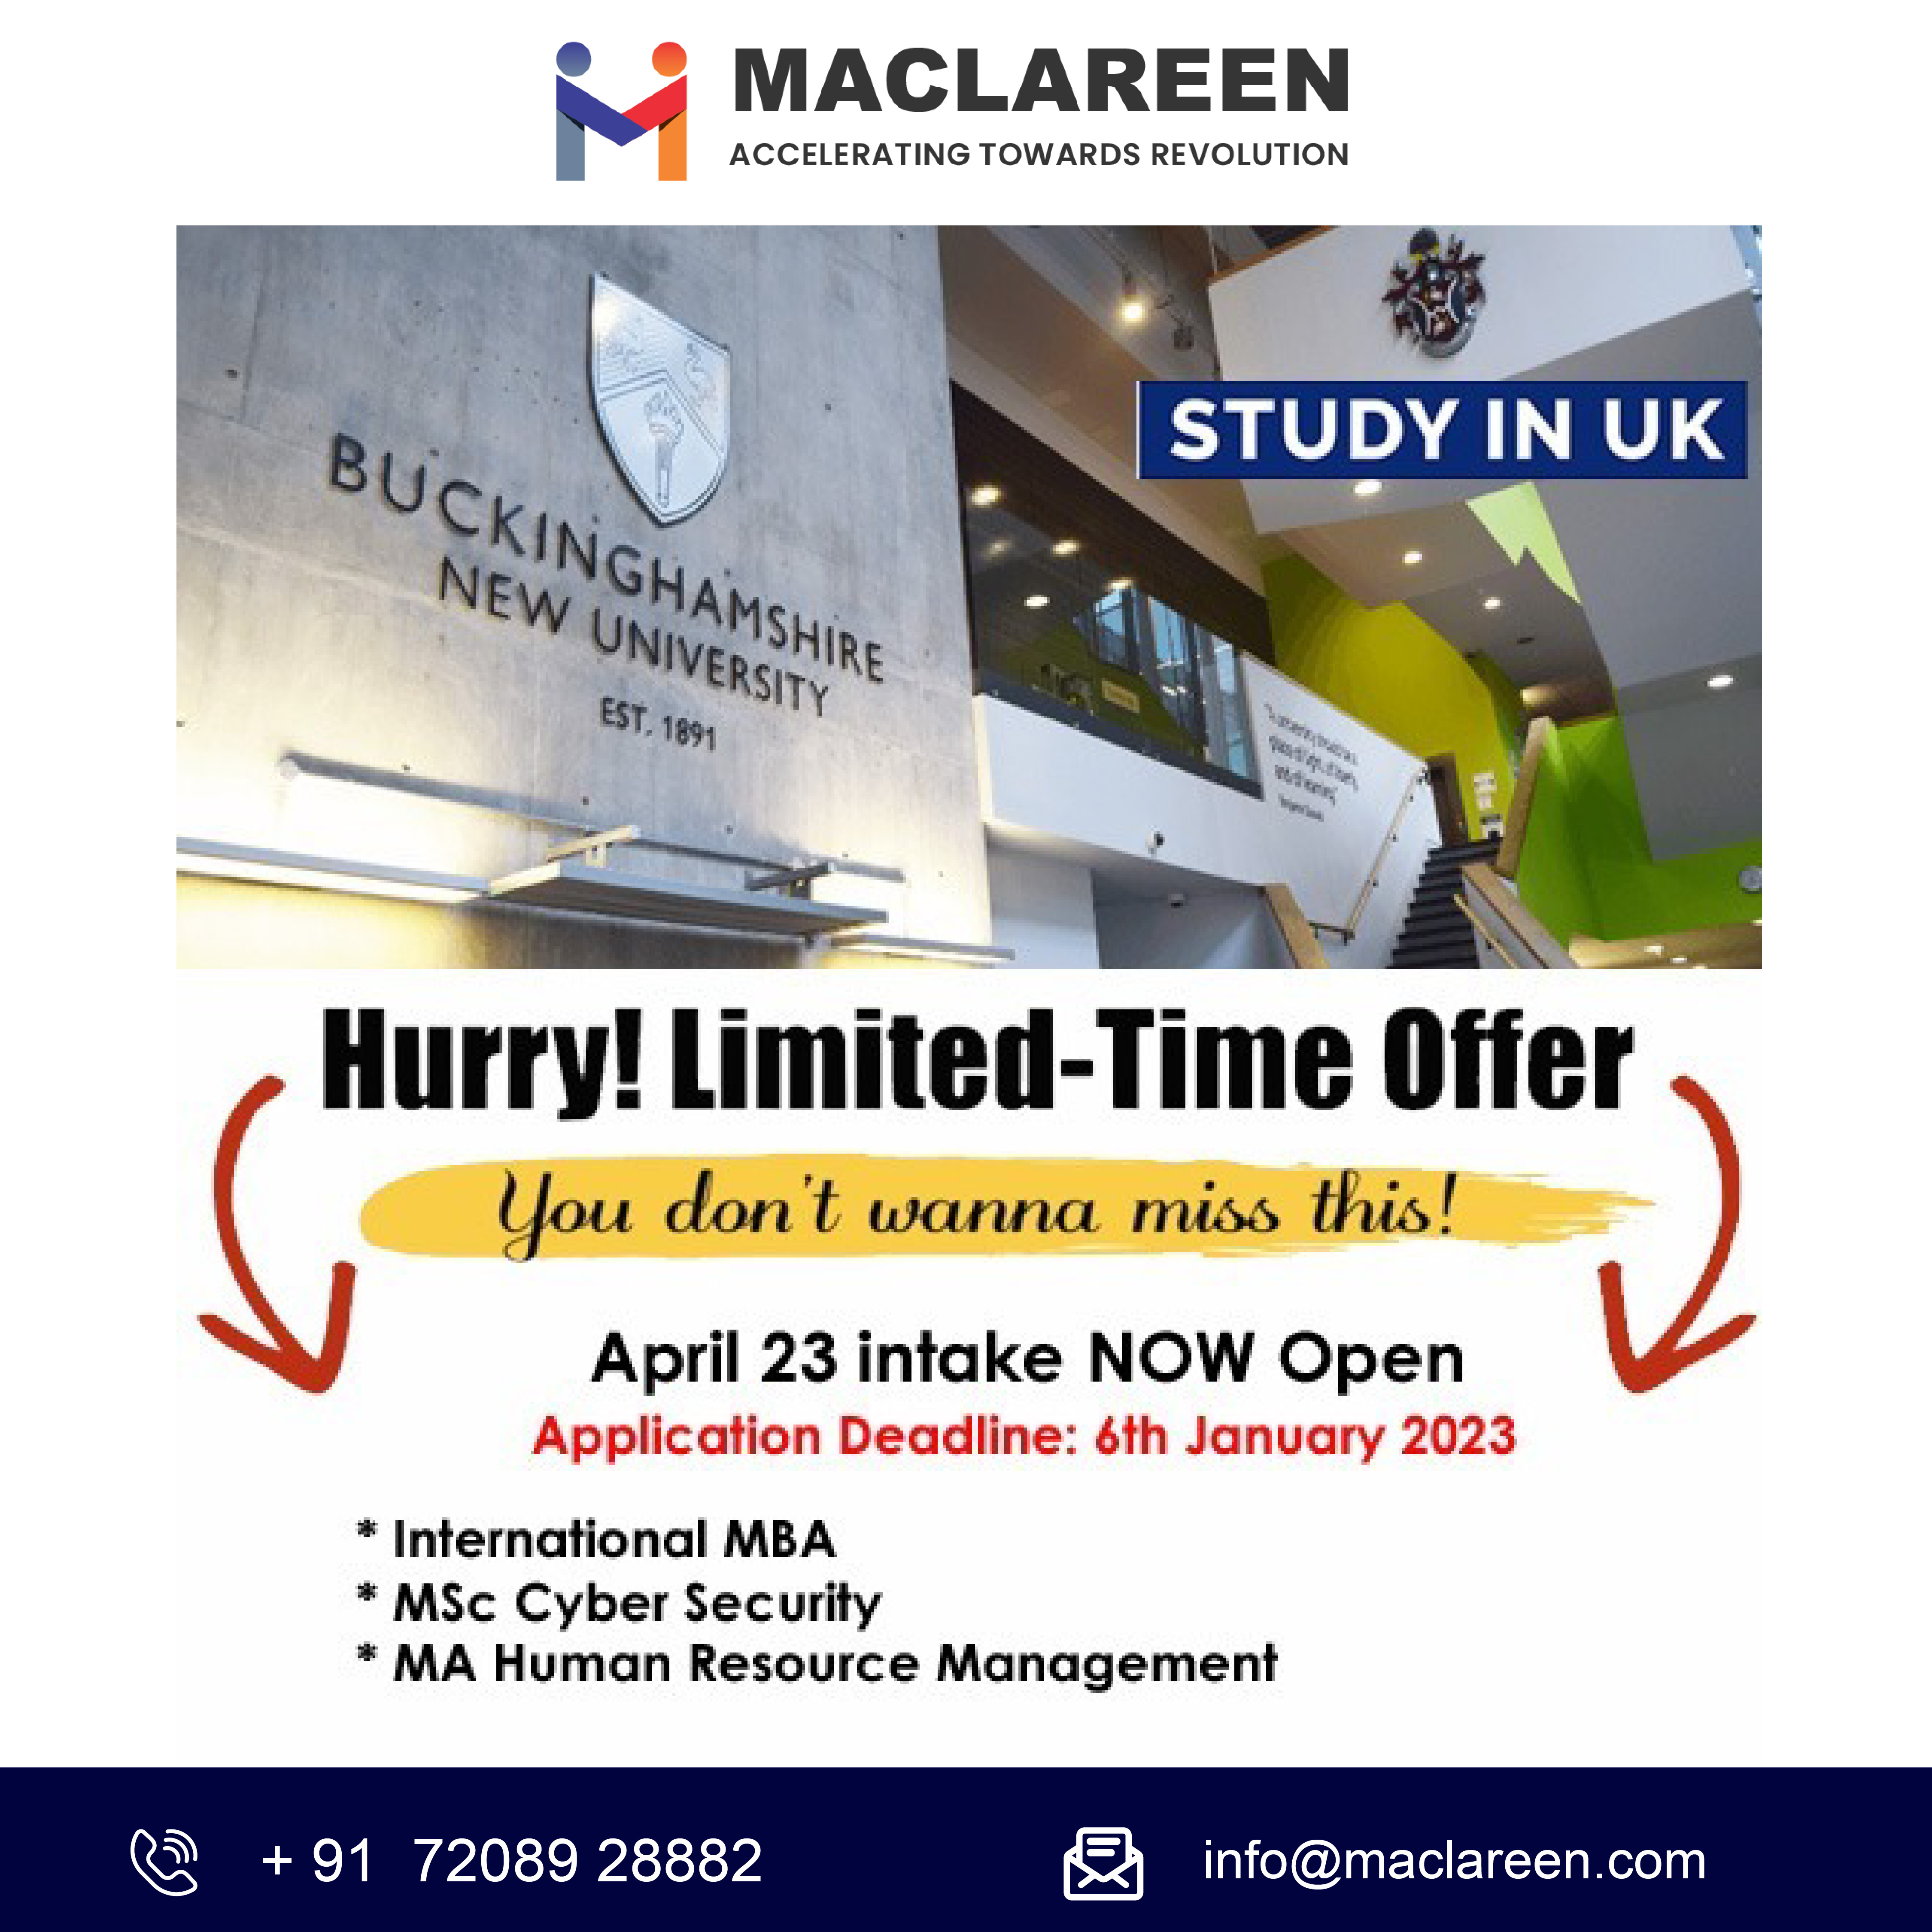 MACLAREEN
ACCELERATING TOWARDS REVOLUTION
STUDY IN UK
BUCKINGHAMSHIRE
NEW UNIVERSITY
EST. 1891
Hurry! Limited-Time Offer
You don't wanna miss this!
April 23 intake NOW Open
Application Deadline: 6th January 2023
* International MBA
* MSc Cyber Security
* MA Human Resource Management
+ 91 72089 28882
info@maclareen.com